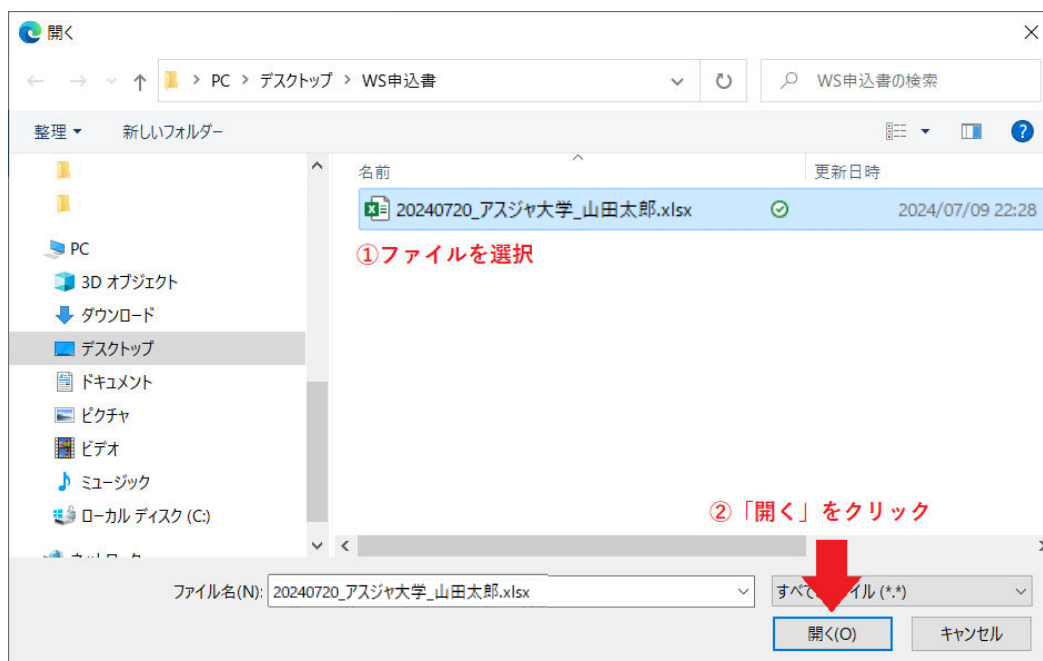 開く
PC > デスクトップ > WS申込書
WS申込書の検索
整理
新しいフォルダー
名前
更新日時
20240720_アスジャ大学_山田太郎.xlsx
2024/07/09 22:28
①ファイルを選択
PC
3D オブジェクト
ダウンロード
デスクトップ
ドキュメント
ピクチャ
ビデオ
ミュージック
ローカル ディスク (C:)
②「開く」をクリック
ファイル名(N):
20240720_アスジャ大学_山田太郎.xlsx
(*.*)
開く(O)
キャンセル